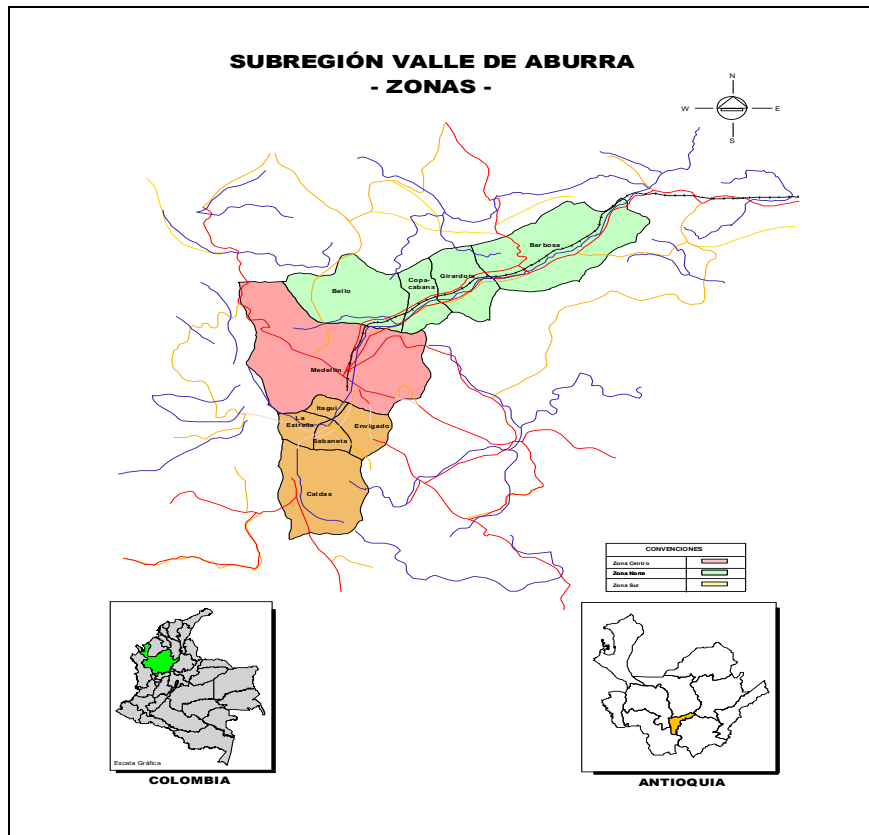 SUBREGIÓN VALLE DE ABURRA
- ZONAS -
N
W
E
S
Barbosa
Girardota
Copa-
cabana
Bello
Medellín
Itagui
La
Estrella
Envigado
Sabaneta
Caldas
CONVENCIONES
Zona Centro
Zona Norte
Zona Sur
Escala Gráfica
COLOMBIA
ANTIOQUIA